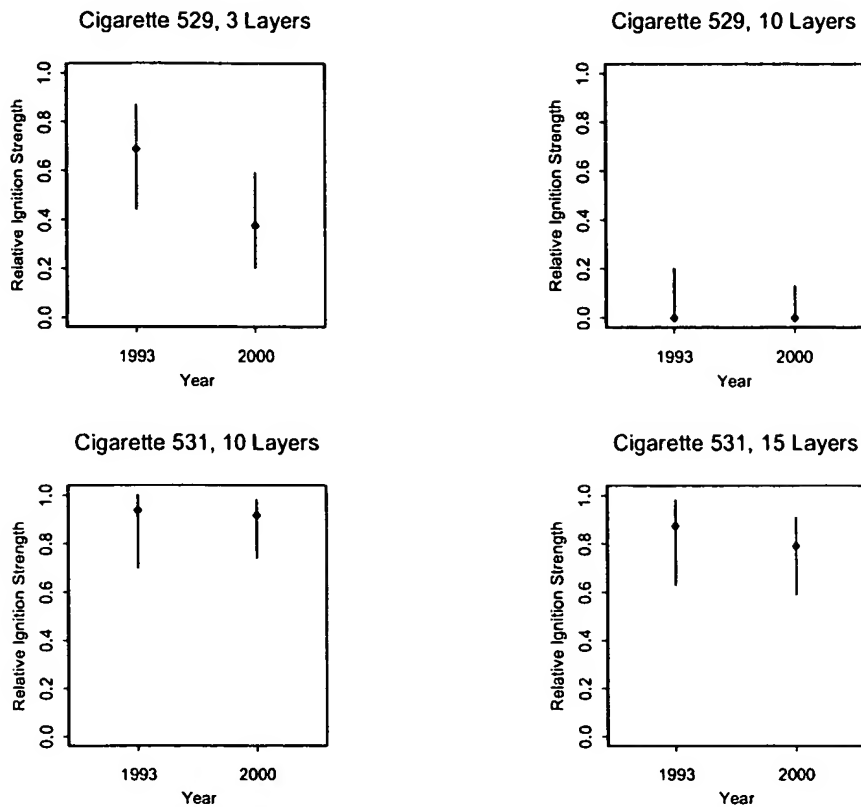 Cigarette 529, 3 Layers
Relative Ignition Strength
1.0
0.8
0.6
0.4
0.2
0.0
1993 2000
Year
Cigarette 529, 10 Layers
Relative Ignition Strength
1.0
0.8
0.6
0.4
0.2
0.0
1993 2000
Year
Cigarette 531, 10 Layers
Relative Ignition Strength
1.0
0.8
0.6
0.4
0.2
0.0
1993 2000
Year
Cigarette 531, 15 Layers
Relative Ignition Strength
1.0
0.8
0.6
0.4
0.2
0.0
1993 2000
Year